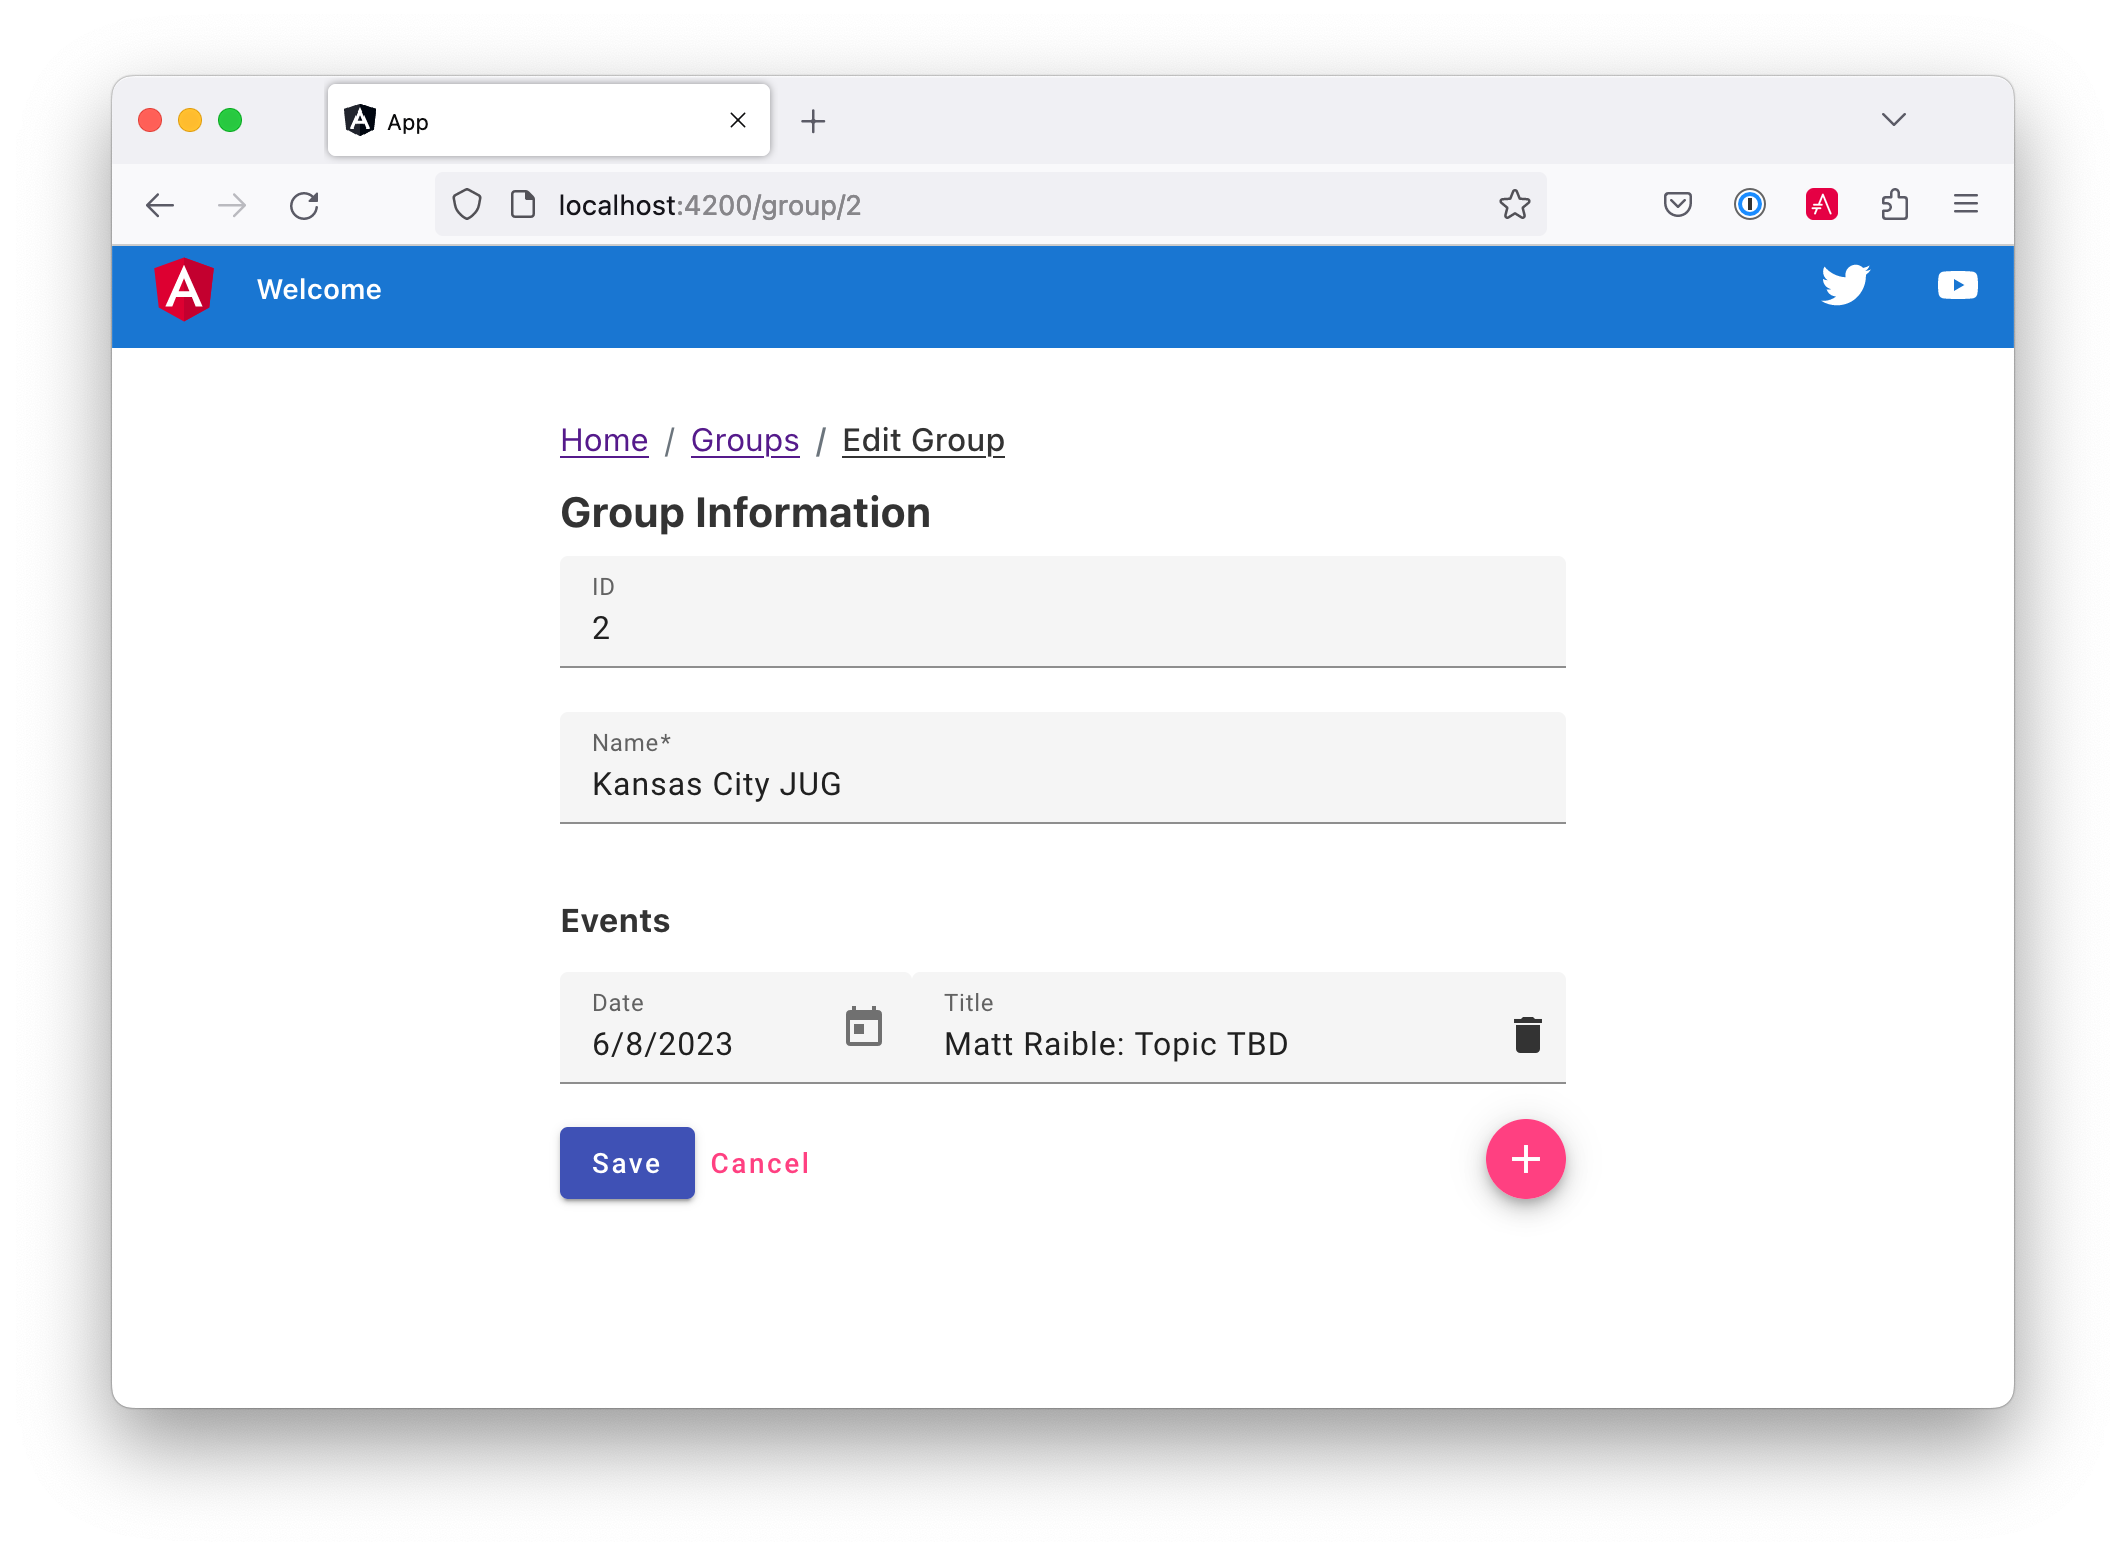 App
localhost:4200/group/2
Welcome
Home / Groups / Edit Group
Group Information
ID
2
Name*
Kansas City JUG
Events
Date
6/8/2023
Title
Matt Raible: Topic TBD
Save
Cancel